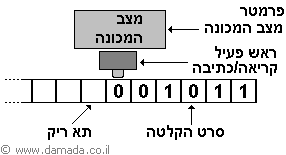 פרמטר
מצב המכונה
מצב
המכונה
ראש פעיל
קריאה/כתיבה
0 0 1 0 1 1
תא ריק
סרט הקלטה
© www.damada.co.il